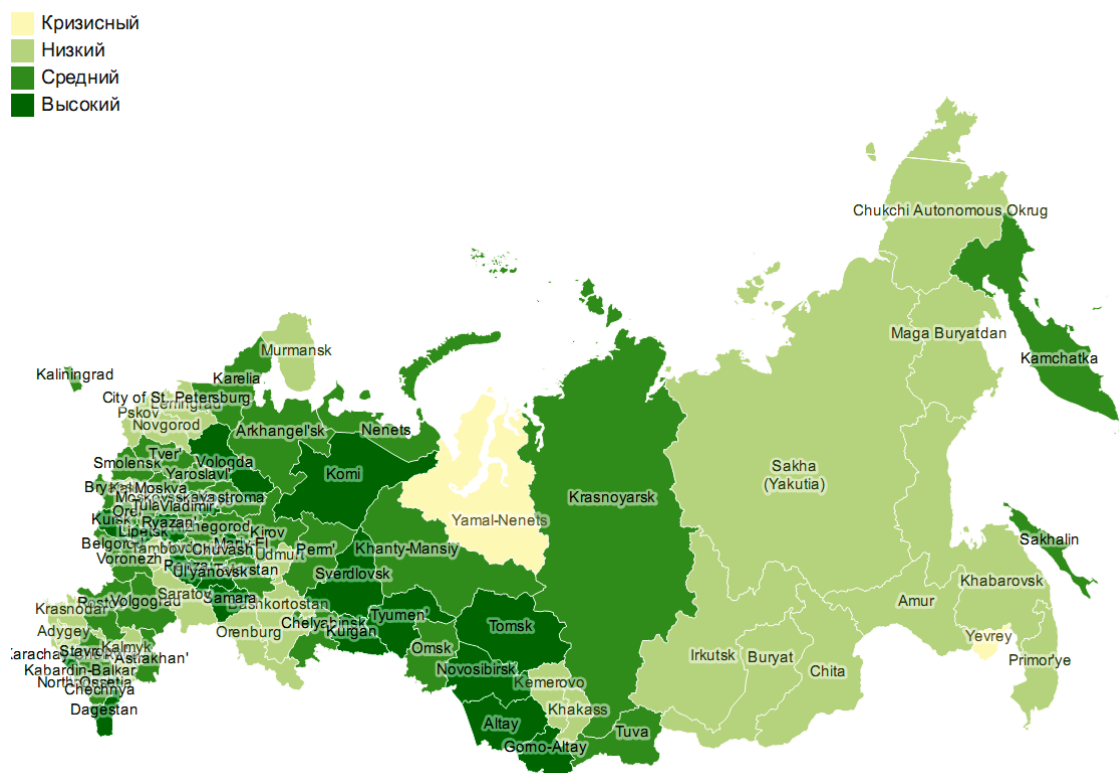 Кризисный
Низкий
Средний
Высокий
Chukchi Autonomous Okrug
Maga Buryatdan
Kamchatka
Murmansk
Kaliningrad
Karelia
City of St. Petersburg
Pskov
Novgorod
Arkhangel'sk
Nenets
Tver'
Smolensk
Vologda
Yaroslavl'
Komi
Krasnoyarsk
Sakha
(Yakutia)
Yamal-Nenets
Moskva
Tula
Vladimir
Ryazan'
Kirov
Lipetsk
Belgorod
Tambov
Chuvash
Udmurt
Perm'
Khanty-Mansiy
Sakhalin
Voronezh
Ul'yanovsk
Sverdlovsk
Khabarovsk
Saratov
Samara
Bashkortostan
Amur
Volgograd
Krasnodar
Tyumen'
Tomsk
Chelyabinsk
Kurgan
Adygey
Orenburg
Yevrey
Kalmyk
Omsk
Irkutsk
Buryat
Primor'ye
Astrakhan'
Novosibirsk
Chita
Kabardin-Balkar
Kemerovo
North-Ossetia
Chechnya
Khakass
Dagestan
Altay
Tuva
Gorno-Altay